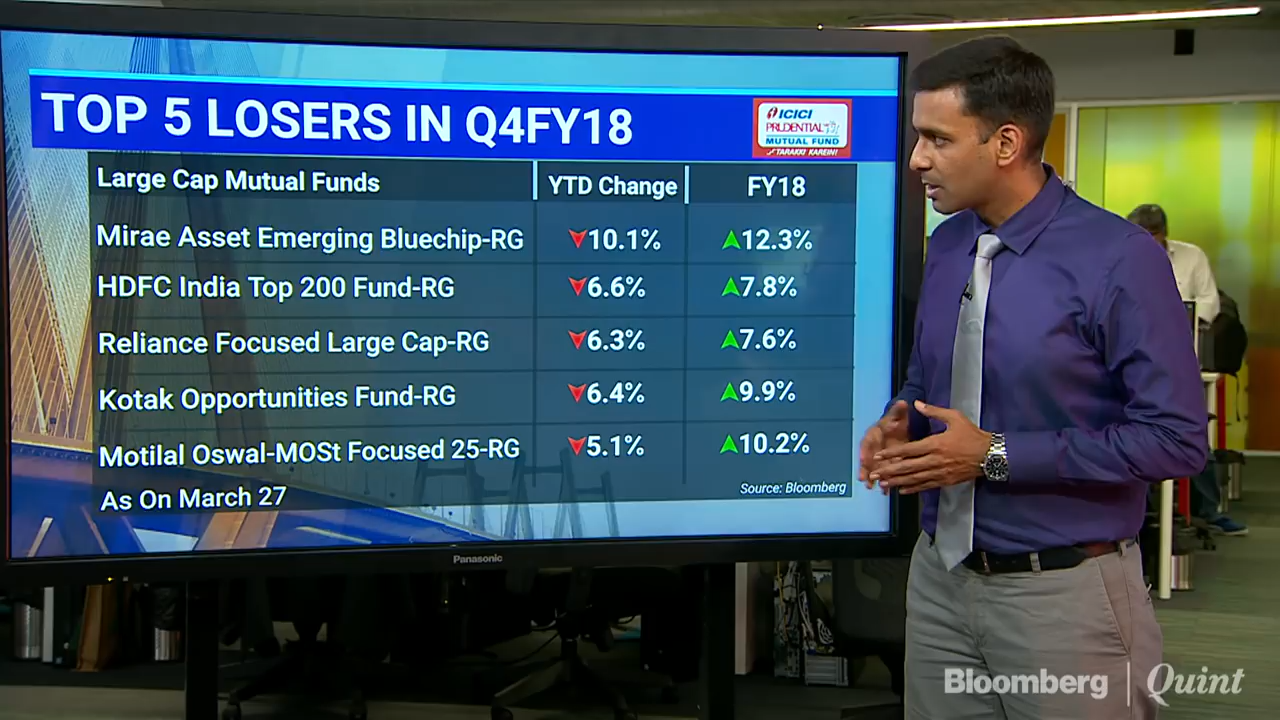 TOP 5 LOSERS IN Q4FY18
ICICI
PRUDENTIAL
MUTUAL FUND
TARAKKI KAREIN!
Large Cap Mutual Funds YTD Change FY18
Mirae Asset Emerging Bluechip-RG 10.1% 12.3%
HDFC India Top 200 Fund-RG 6.6% 7.8%
Reliance Focused Large Cap-RG 6.3% 7.6%
Kotak Opportunities Fund-RG 6.4% 9.9%
Motilal Oswal-MOSt Focused 25-RG 5.1% 10.2%
As On March 27
Source: Bloomberg
Panasonic
Bloomberg | Quint